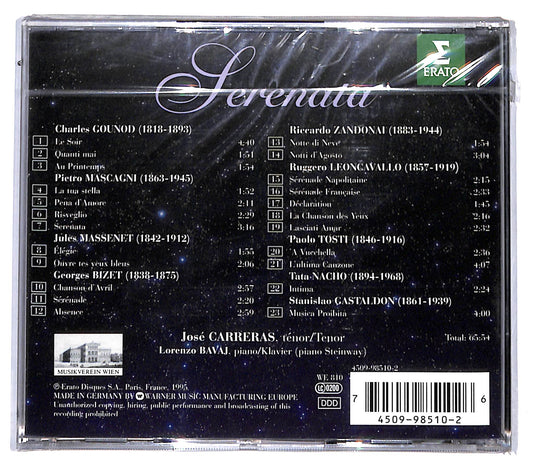 Serenata
ERATO
Charles GOUNOD (1818-1893)
1 Le Soir 4:40
2 Quanti mai 1:51
3 Au Printemps 1:54
Pietro MASCAGNI (1863-1945)
4 La tua stella 1:52
5 Pena d'Amore 2:11
6 Risveglio 2:29
7 Serenata 3:16
Jules MASSENET (1842-1912)
8 Élégie 1:55
9 Ouvre tes yeux bleus 2:06
Georges BIZET (1838-1875)
10 Chanson d'Avril 2:57
11 Sérénade 2:20
12 Absence 2:59
Riccardo ZANDONAI (1883-1944)
13 Notte di Neve 1:54
14 Notti d'Agosto 3:04
Ruggero LEONCAVALLO (1857-1919)
15 Sérénade Napolitaine 2:15
16 Sérénade Française 2:33
17 Déclaration 1:45
18 La Chanson des Yeux 2:16
19 Lasciati Amar 2:32
Paolo TOSTI (1846-1916)
20 'A Vucchella 2:36
21 L'ultima Canzone 4:07
Tata-NACHO (1894-1968)
22 Intima 2:24
Stanislao GASTALDON (1861-1939)
23 Musica Proibita 4:00
José CARRERAS, ténor/Tenor
Total: 65:54
Lorenzo BAVAJ, piano/Klavier (piano Steinway)
MUSIKVEREIN WIEN
℗ Erato Disques S.A., Paris, France, 1995
MADE IN GERMANY BY WARNER MUSIC MANUFACTURING EUROPE
Unauthorized copying, hiring, public performance and broadcasting of this
recording prohibited
WE 810
LC 0200
DDD
4509-98510-2
7 6
4509-98510-2